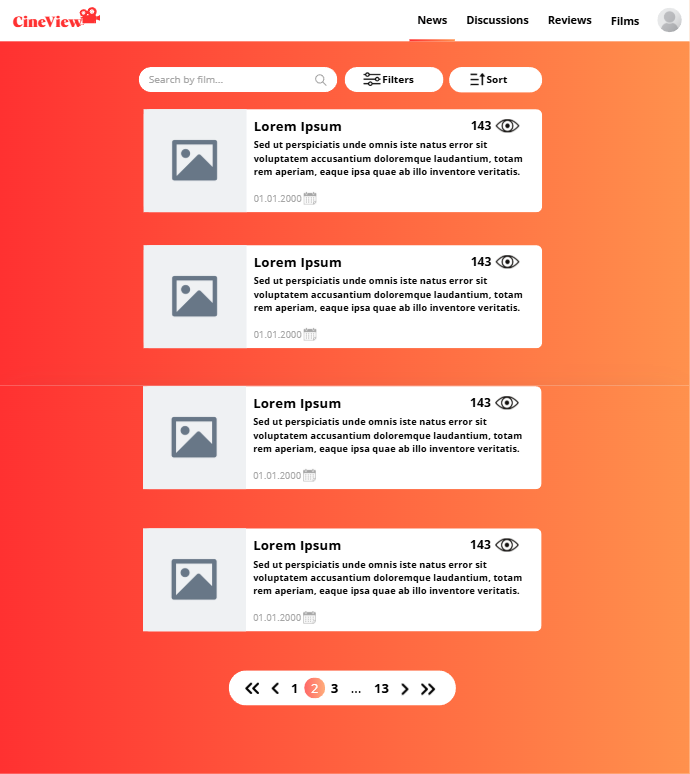 CineView
News Discussions Reviews Films
Search by film...
Filters
Sort
Lorem Ipsum
143
Sed ut perspiciatis unde omnis iste natus error sit
voluptatem accusantium doloremque laudantium, totam
rem aperiam, eaque ipsa quae ab illo inventore veritatis.
01.01.2000
Lorem Ipsum
143
Sed ut perspiciatis unde omnis iste natus error sit
voluptatem accusantium doloremque laudantium, totam
rem aperiam, eaque ipsa quae ab illo inventore veritatis.
01.01.2000
Lorem Ipsum
143
Sed ut perspiciatis unde omnis iste natus error sit
voluptatem accusantium doloremque laudantium, totam
rem aperiam, eaque ipsa quae ab illo inventore veritatis.
01.01.2000
Lorem Ipsum
143
Sed ut perspiciatis unde omnis iste natus error sit
voluptatem accusantium doloremque laudantium, totam
rem aperiam, eaque ipsa quae ab illo inventore veritatis.
01.01.2000
1 2 3 ... 13